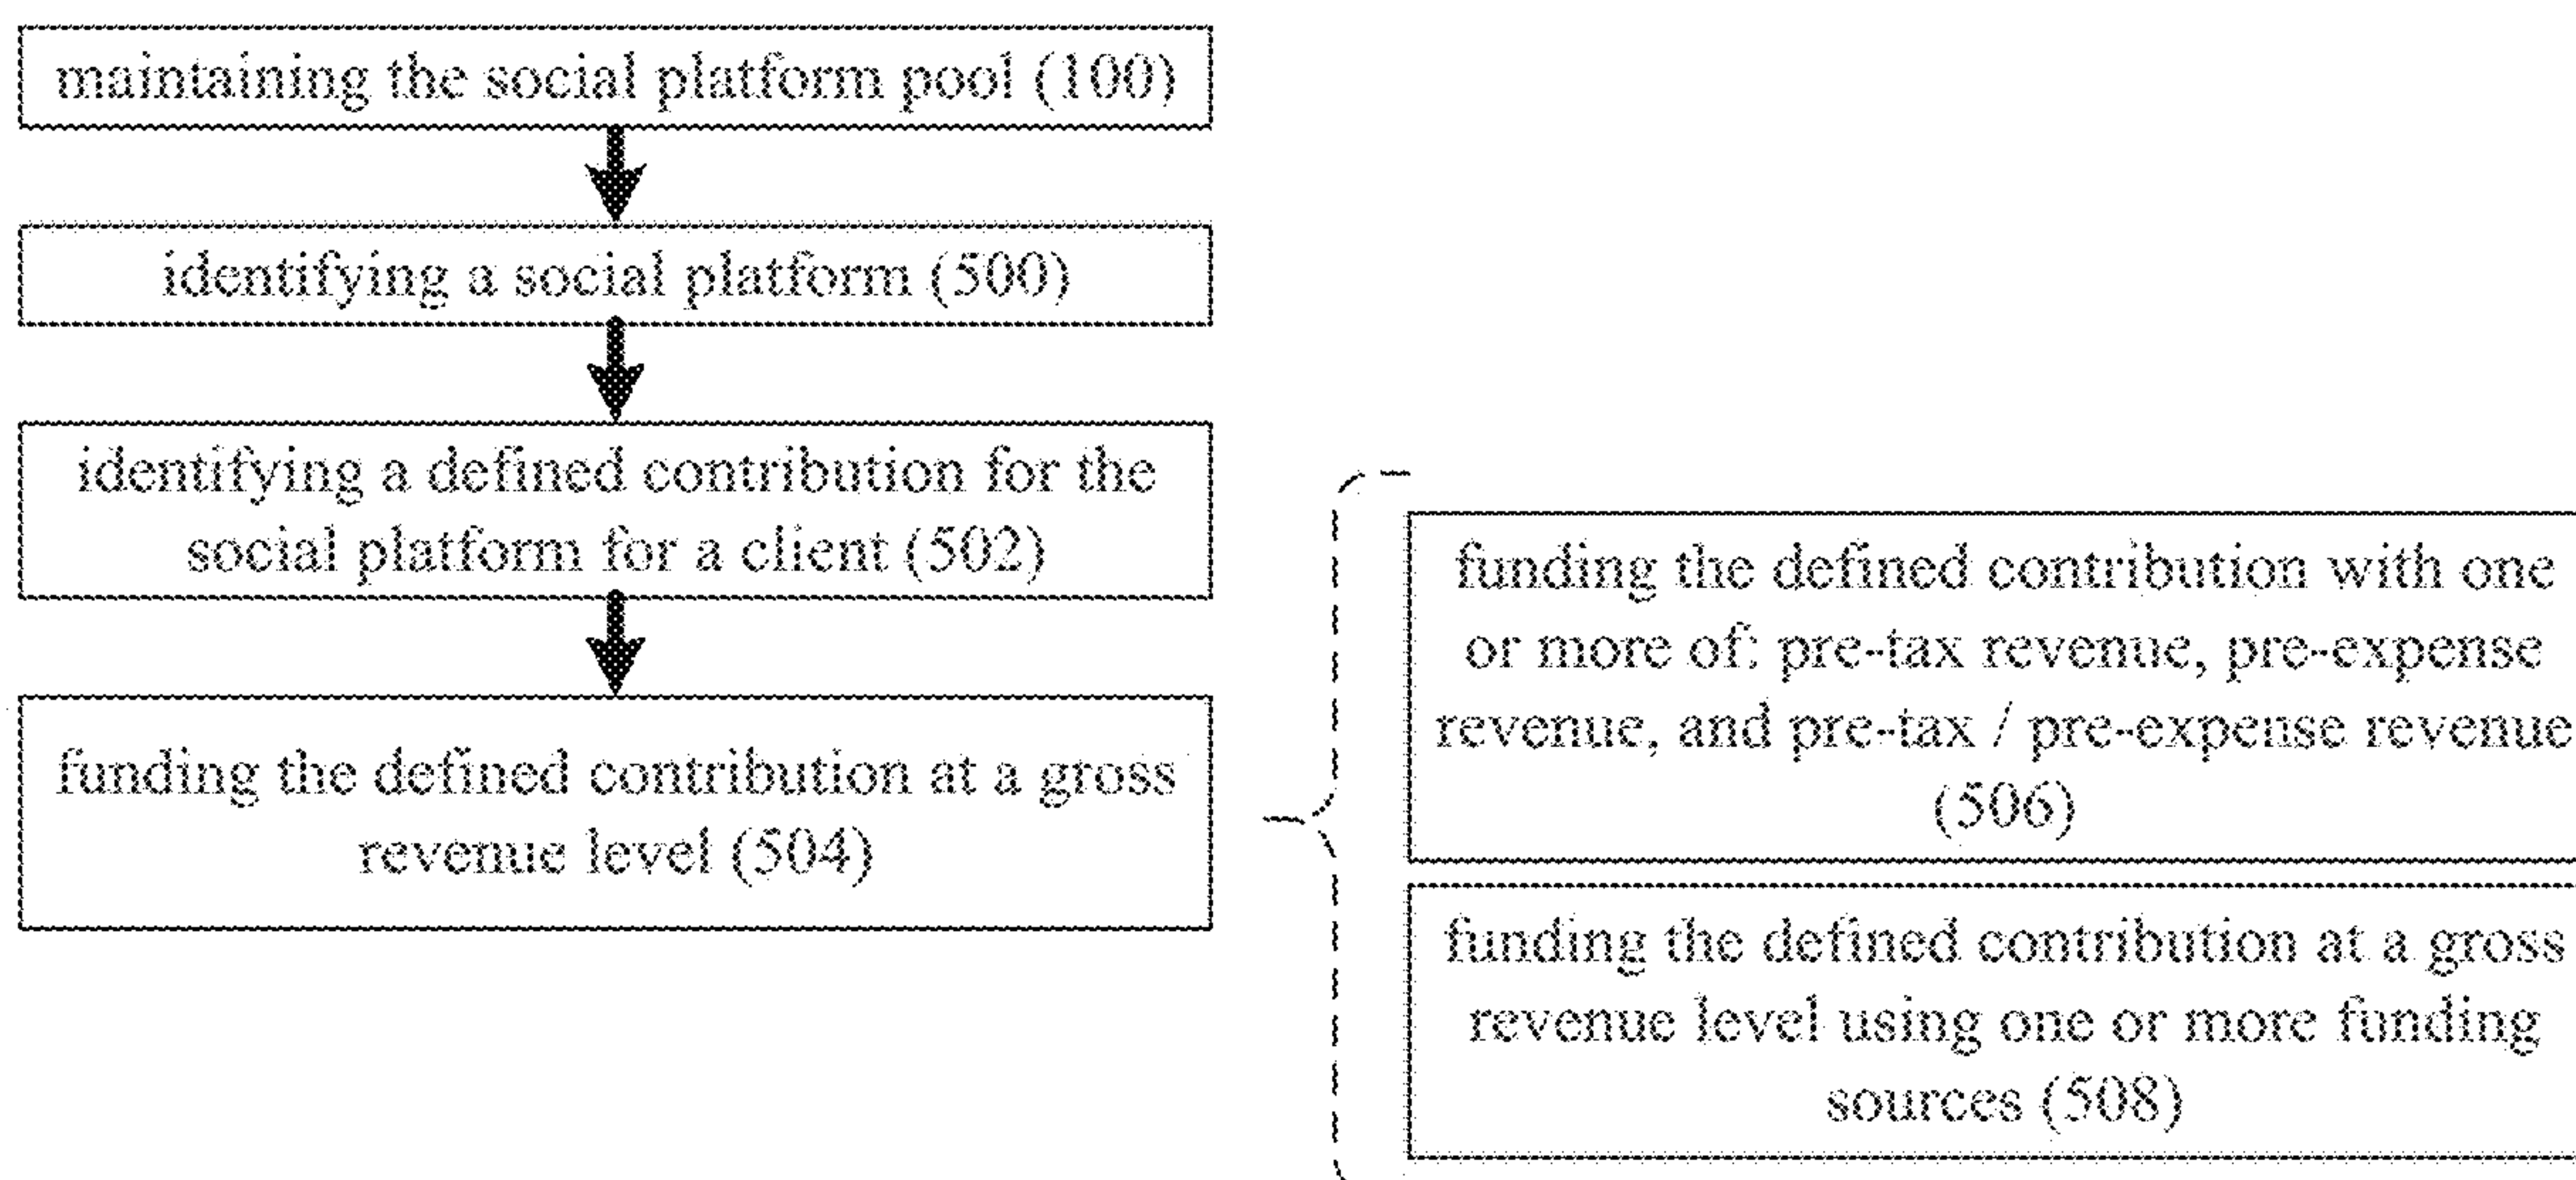 maintaining the social platform pool (100)
identifying a social platform (500)
identifying a defined contribution for the
social platform for a client (502)
funding the defined contribution at a gross
revenue level (504)
funding the defined contribution with one
or more of: pre-tax revenue, pre-expense
revenue, and pre-tax / pre-expense revenue
(506)
funding the defined contribution at a gross
revenue level using one or more funding
sources (508)